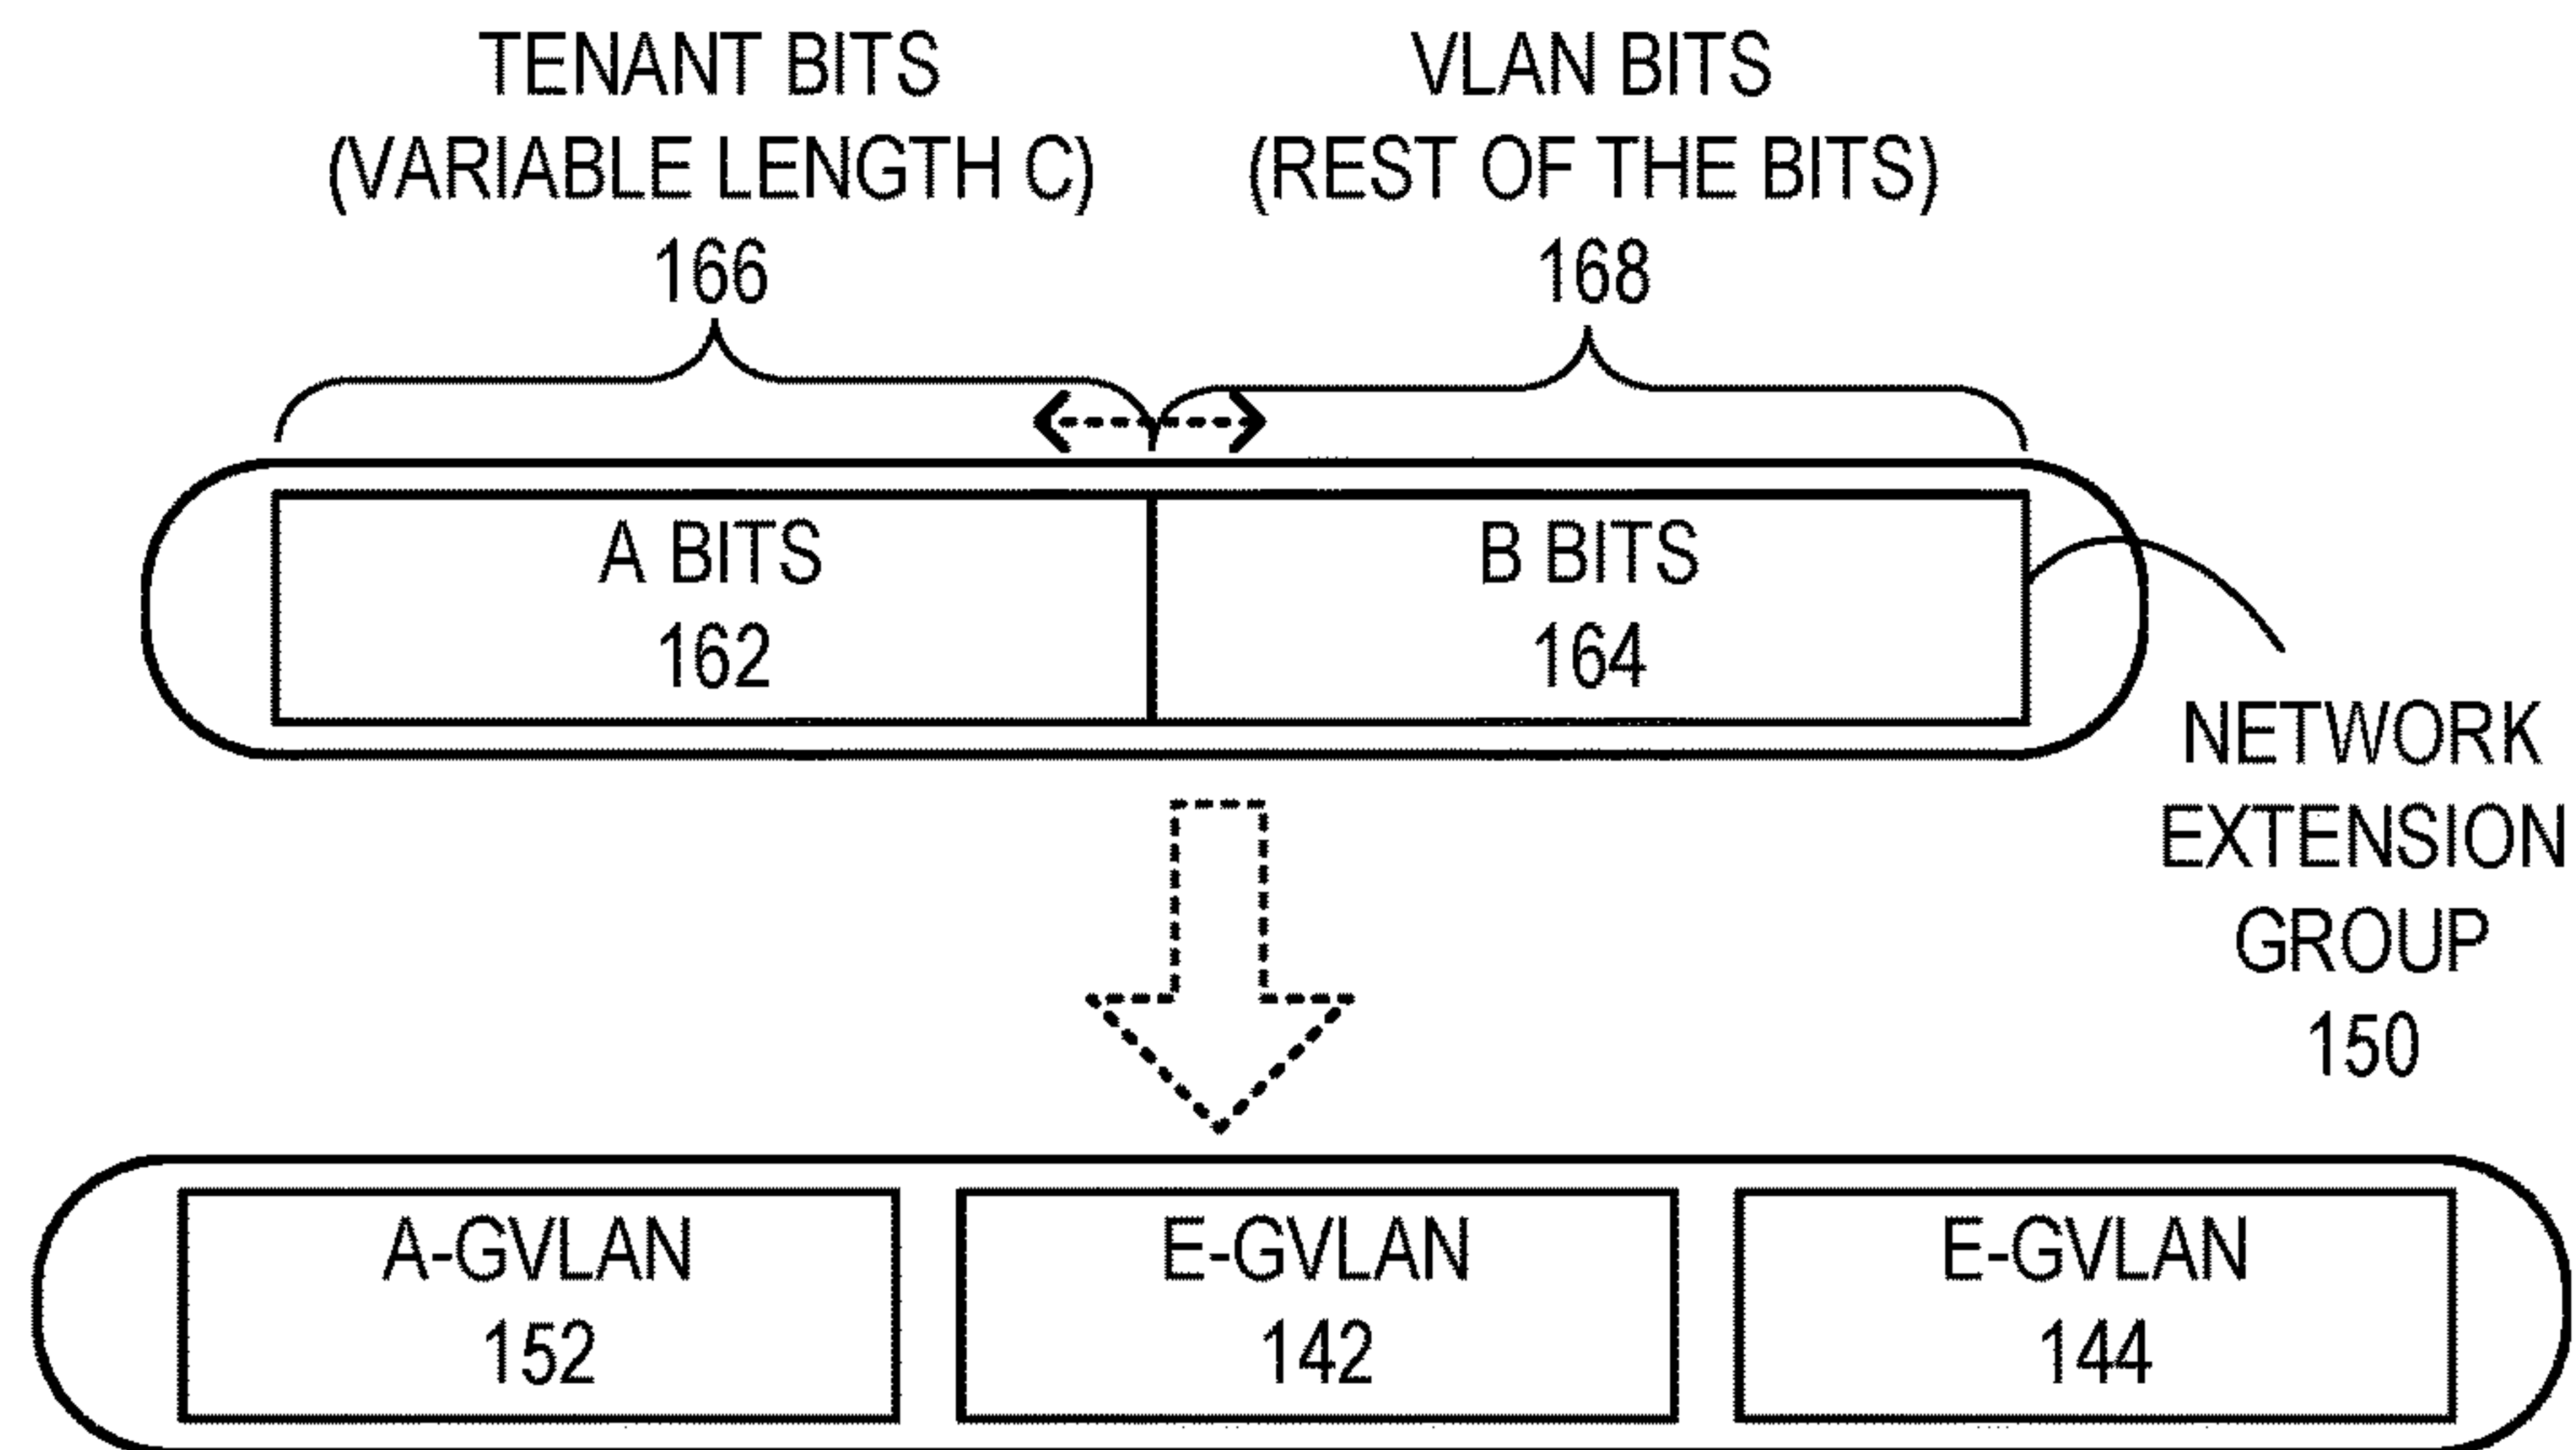 TENANT BITS
(VARIABLE LENGTH C)
166
VLAN BITS
(REST OF THE BITS)
168
A BITS
162
B BITS
164
NETWORK
EXTENSION
GROUP
150
A-GVLAN
152
E-GVLAN
142
E-GVLAN
144